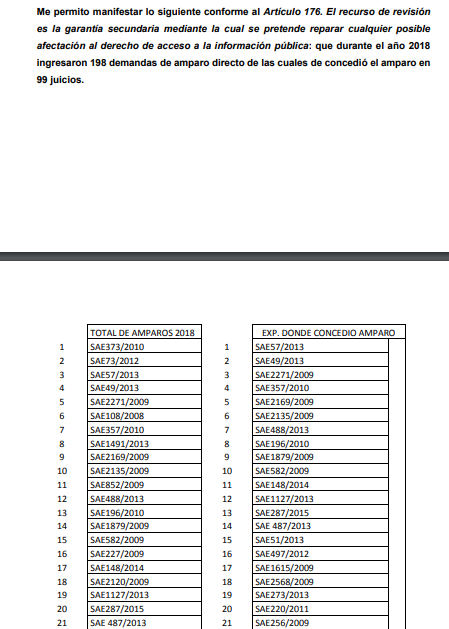 Me permito manifestar lo siguiente conforme al Artículo 176. El recurso de revisión
es la garantía secundaria mediante la cual se pretende reparar cualquier posible
afectación al derecho de acceso a la información pública: que durante el año 2018
ingresaron 198 demandas de amparo directo de las cuales de concedió el amparo en
99 juicios.
TOTAL DE AMPAROS 2018 EXP. DONDE CONCEDIO AMPARO
1 SAE373/2010 1 SAE57/2013
2 SAE73/2012 2 SAE49/2013
3 SAE57/2013 3 SAE2271/2009
4 SAE49/2013 4 SAE357/2010
5 SAE2271/2009 5 SAE2169/2009
6 SAE108/2008 6 SAE2135/2009
7 SAE357/2010 7 SAE488/2013
8 SAE1491/2013 8 SAE196/2010
9 SAE2169/2009 9 SAE1879/2009
10 SAE2135/2009 10 SAE582/2009
11 SAE852/2009 11 SAE148/2014
12 SAE488/2013 12 SAE1127/2013
13 SAE196/2010 13 SAE287/2015
14 SAE1879/2009 14 SAE 487/2013
15 SAE582/2009 15 SAE51/2013
16 SAE227/2009 16 SAE497/2012
17 SAE148/2014 17 SAE1615/2009
18 SAE2120/2009 18 SAE2568/2009
19 SAE1127/2013 19 SAE273/2013
20 SAE287/2015 20 SAE220/2011
21 SAE 487/2013 21 SAE256/2009